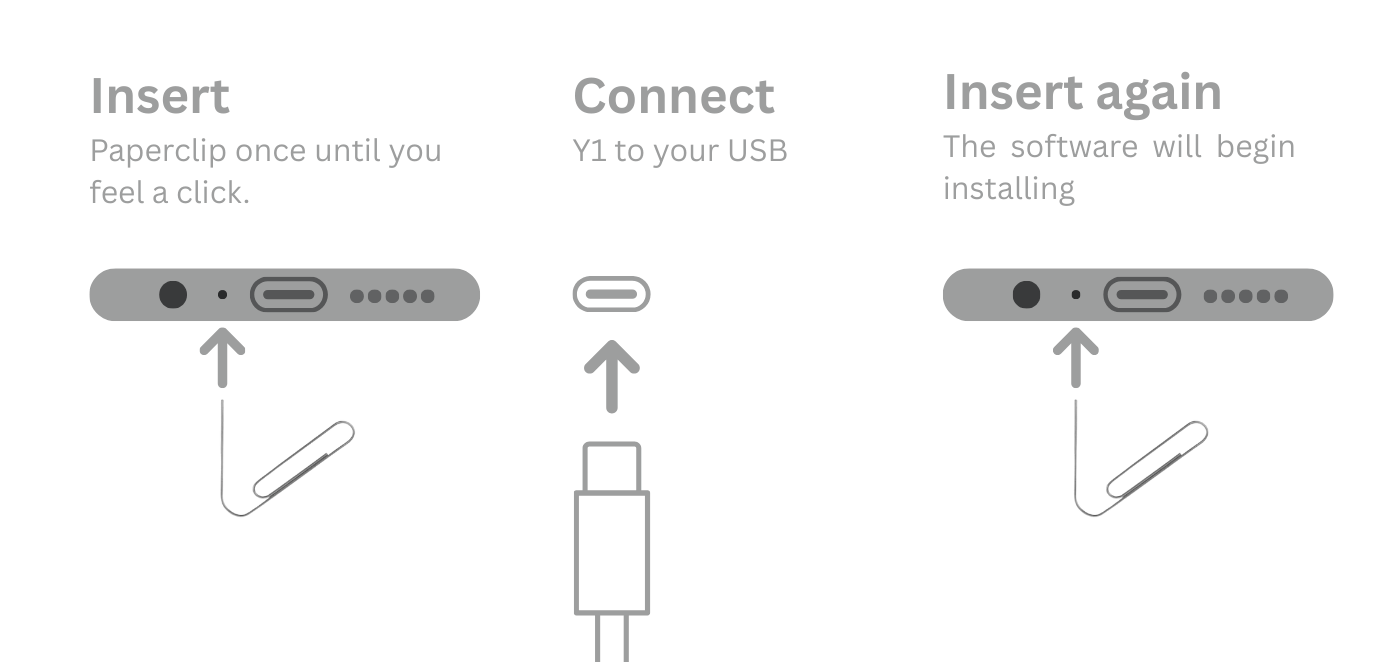 Insert
Paperclip once until you
feel a click.
Connect
Y1 to your USB
Insert again
The software will begin
installing